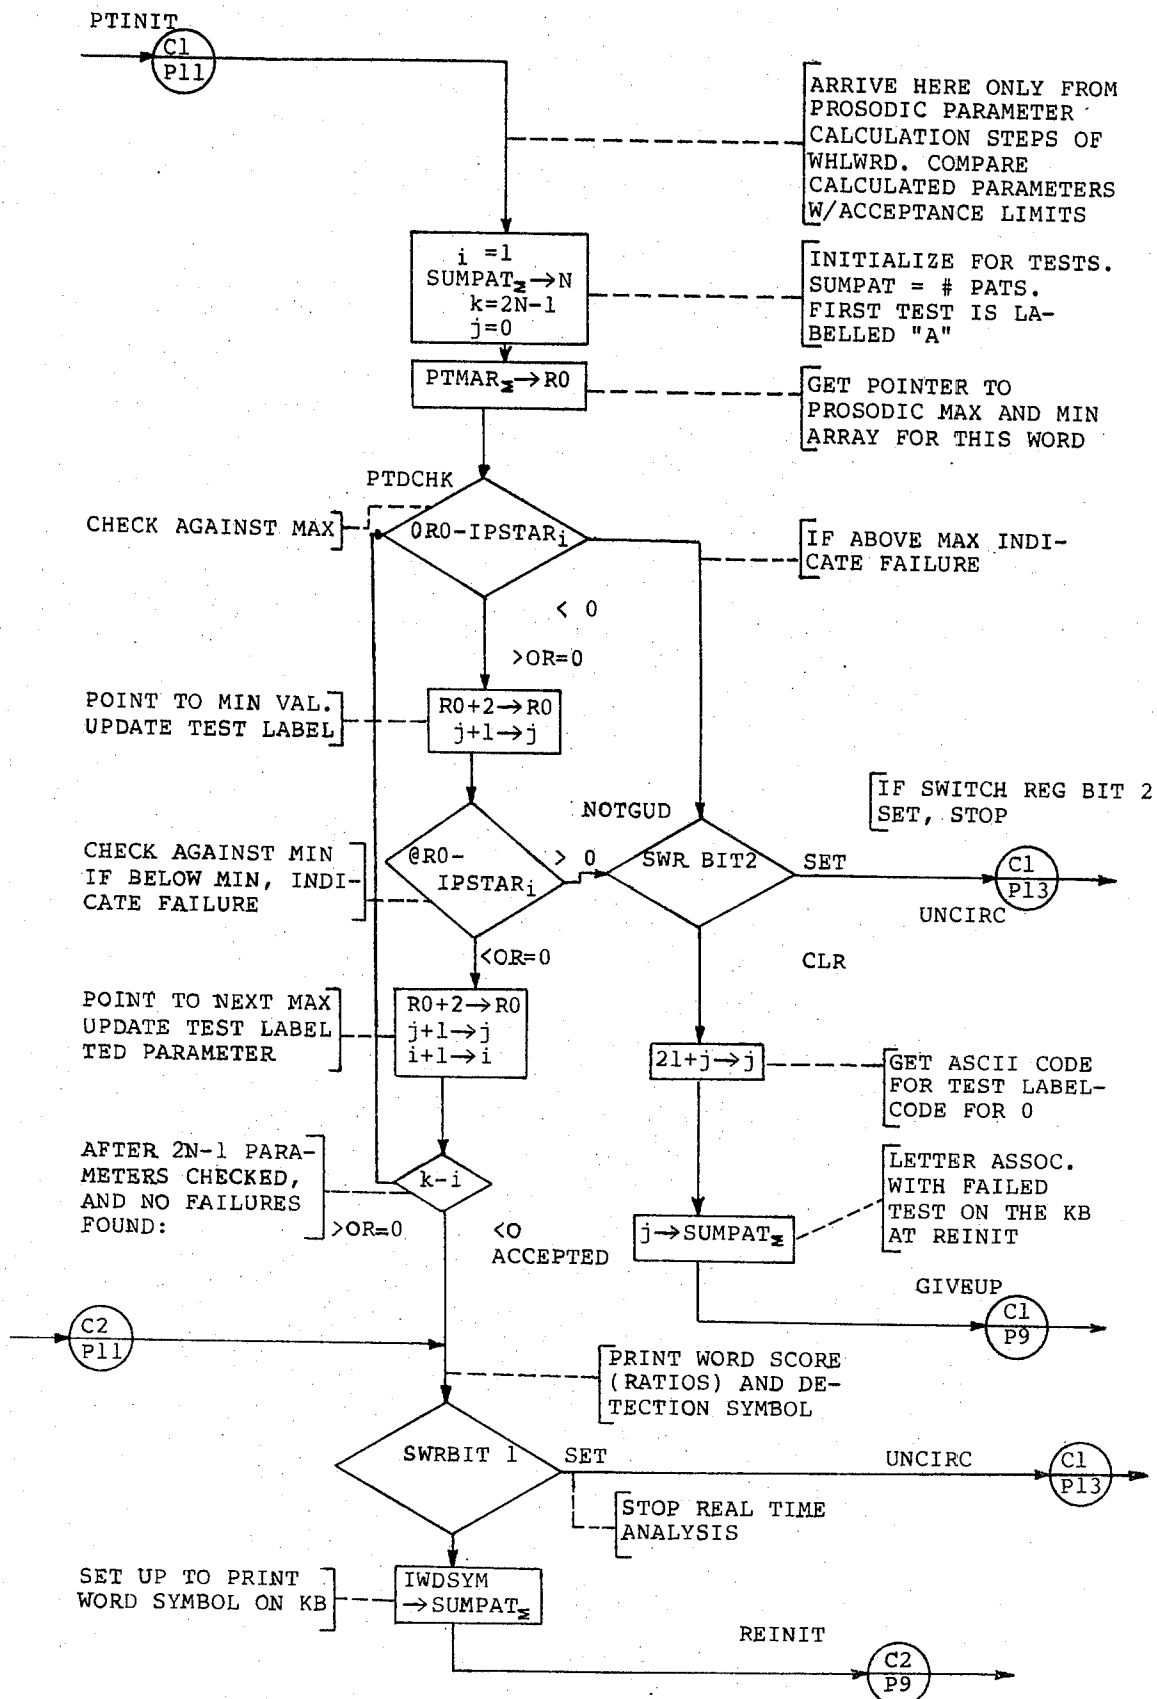 PTINIT
C1
P11
ARRIVE HERE ONLY FROM
PROSODIC PARAMETER
CALCULATION STEPS OF
WHLWRD. COMPARE
CALCULATED PARAMETERS
W/ACCEPTANCE LIMITS
i =1
SUMPATΣ→N
k=2N-1
j=0
INITIALIZE FOR TESTS.
SUMPAT = # PATS.
FIRST TEST IS LA-
BELLED "A"
PTMARΣ→R0
GET POINTER TO
PROSODIC MAX AND MIN
ARRAY FOR THIS WORD
PTDCHK
CHECK AGAINST MAX
0R0-IPSTARi
IF ABOVE MAX INDI-
CATE FAILURE
< 0
>OR=0
POINT TO MIN VAL.
UPDATE TEST LABEL
R0+2→R0
j+1→j
IF SWITCH REG BIT 2
SET, STOP
NOTGUD
CHECK AGAINST MIN
IF BELOW MIN, INDI-
CATE FAILURE
@R0-
IPSTARi
> 0
SWR BIT2
SET
C1
P13
UNCIRC
<OR=0
CLR
POINT TO NEXT MAX
UPDATE TEST LABEL
TED PARAMETER
R0+2→R0
j+1→j
i+1→i
21+j→j
GET ASCII CODE
FOR TEST LABEL-
CODE FOR 0
AFTER 2N-1 PARA-
METERS CHECKED,
AND NO FAILURES
FOUND:
k-i
>OR=0
<0
ACCEPTED
LETTER ASSOC.
WITH FAILED
TEST ON THE KB
AT REINIT
j→SUMPATΣ
GIVEUP
C1
P9
C2
P11
PRINT WORD SCORE
(RATIOS) AND DE-
TECTION SYMBOL
SWRBIT 1
SET
UNCIRC
C1
P13
STOP REAL TIME
ANALYSIS
SET UP TO PRINT
WORD SYMBOL ON KB
IWDSYM
→SUMPATΣ
REINIT
C2
P9